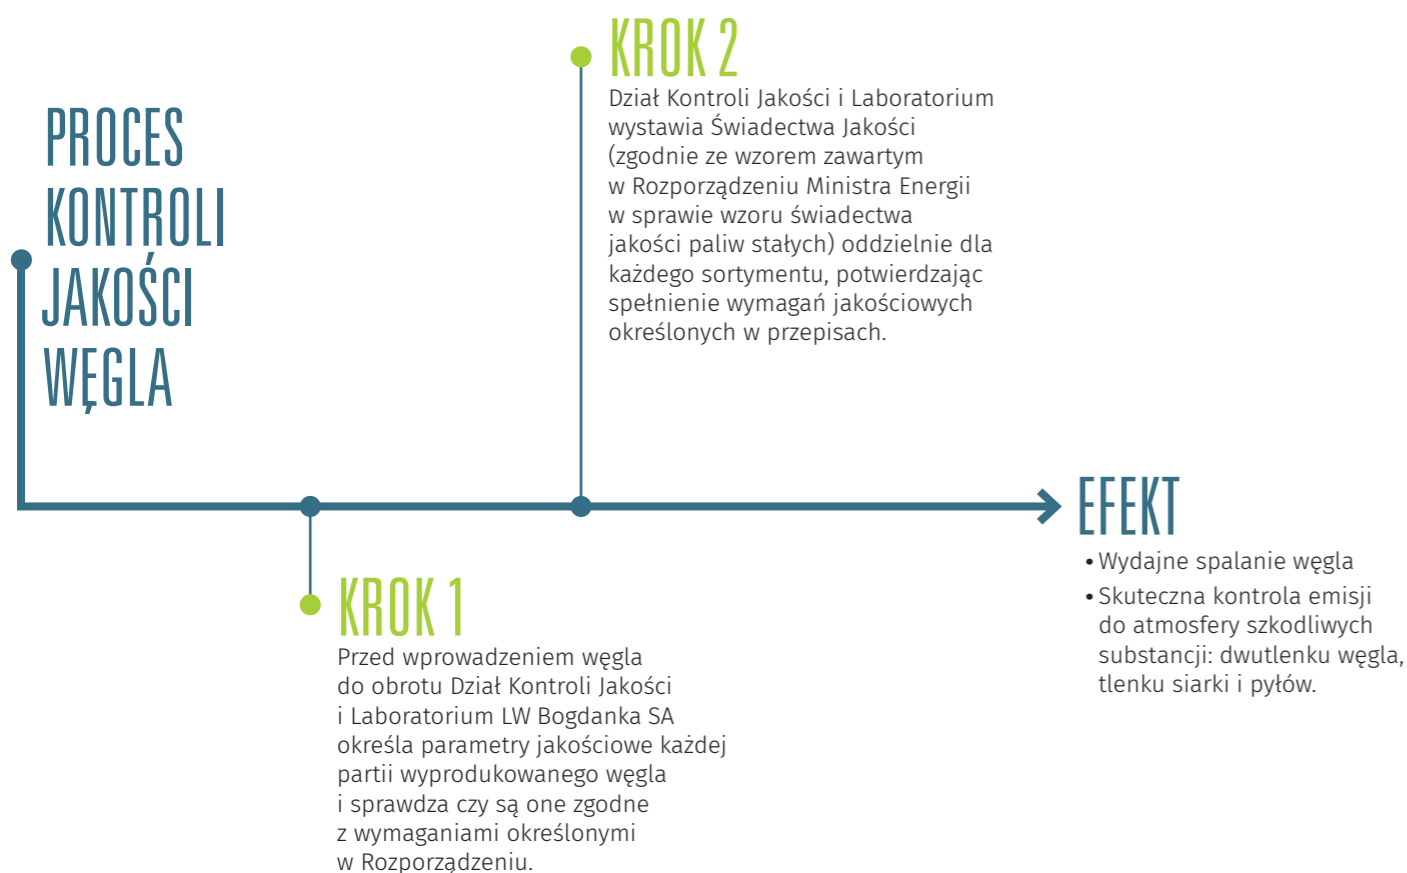 PROCES
KONTROLI
JAKOŚCI
WĘGLA
KROK 1
Przed wprowadzeniem węgla
do obrotu Dział Kontroli Jakości
i Laboratorium LW Bogdanka SA
określa parametry jakościowe każdej
partii wyprodukowanego węgla
i sprawdza czy są one zgodne
z wymaganiami określonymi
w Rozporządzeniu.
KROK 2
Dział Kontroli Jakości i Laboratorium
wystawia Świadectwa Jakości
(zgodnie ze wzorem zawartym
w Rozporządzeniu Ministra Energii
w sprawie wzoru świadectwa
jakości paliw stałych) oddzielnie dla
każdego sortymentu, potwierdzając
spełnienie wymagań jakościowych
określonych w przepisach.
EFEKT
• Wydajne spalanie węgla
• Skuteczna kontrola emisji
do atmosfery szkodliwych
substancji: dwutlenku węgla,
tlenku siarki i pyłów.